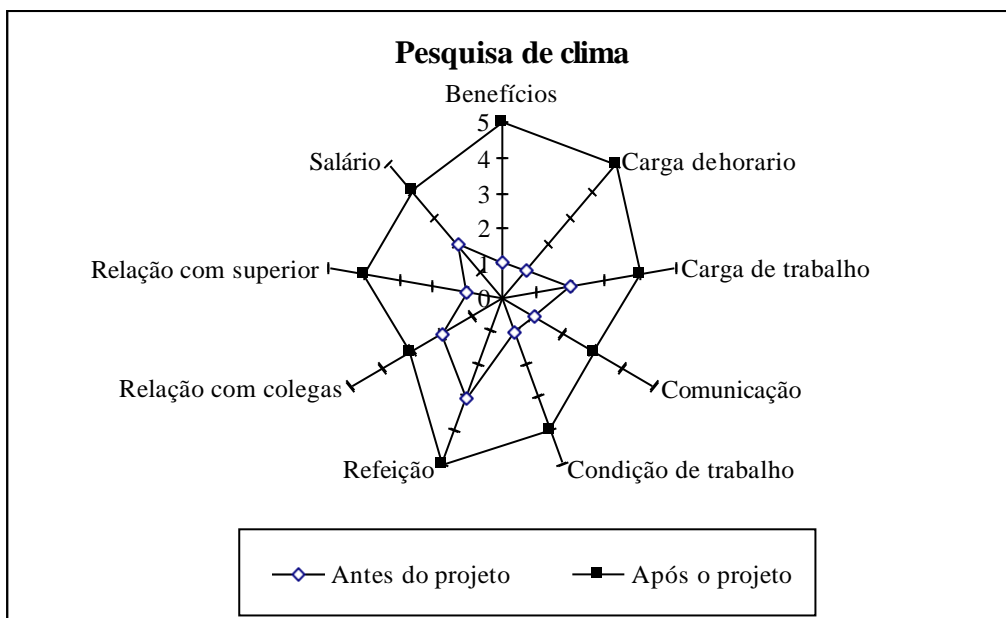 Pesquisa de clima
Benefícios
5
4
3
2
1
0
Carga dehorario
Carga de trabalho
Comunicação
Condição de trabalho
Refeição
Relação com colegas
Relação com superior
Salário
Antes do projeto
Após o projeto